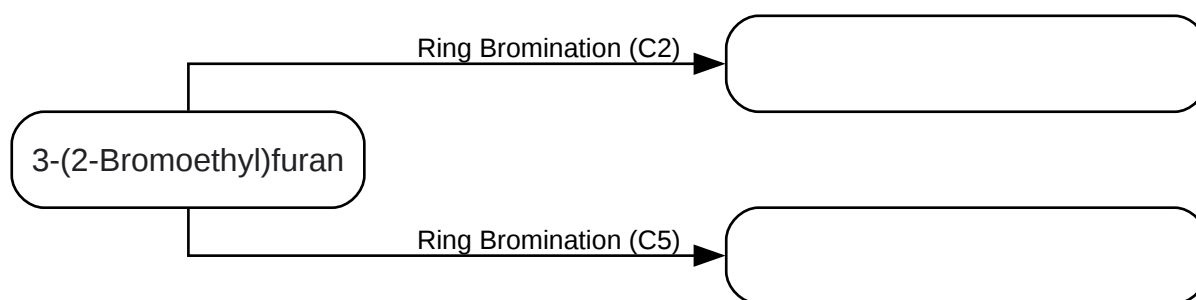 Ring Bromination (C2)
3-(2-Bromoethyl)furan
Ring Bromination (C5)